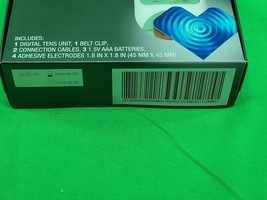 INCLUDES:
1 DIGITAL TENS UNIT, 1 BELT CLIP,
2 CONNECTION CABLES, 3 1.5V AAA BATTERIES,
4 ADHESIVE ELECTRODES 1.8 IN X 1.8 IN (45 MM X 45 MM)